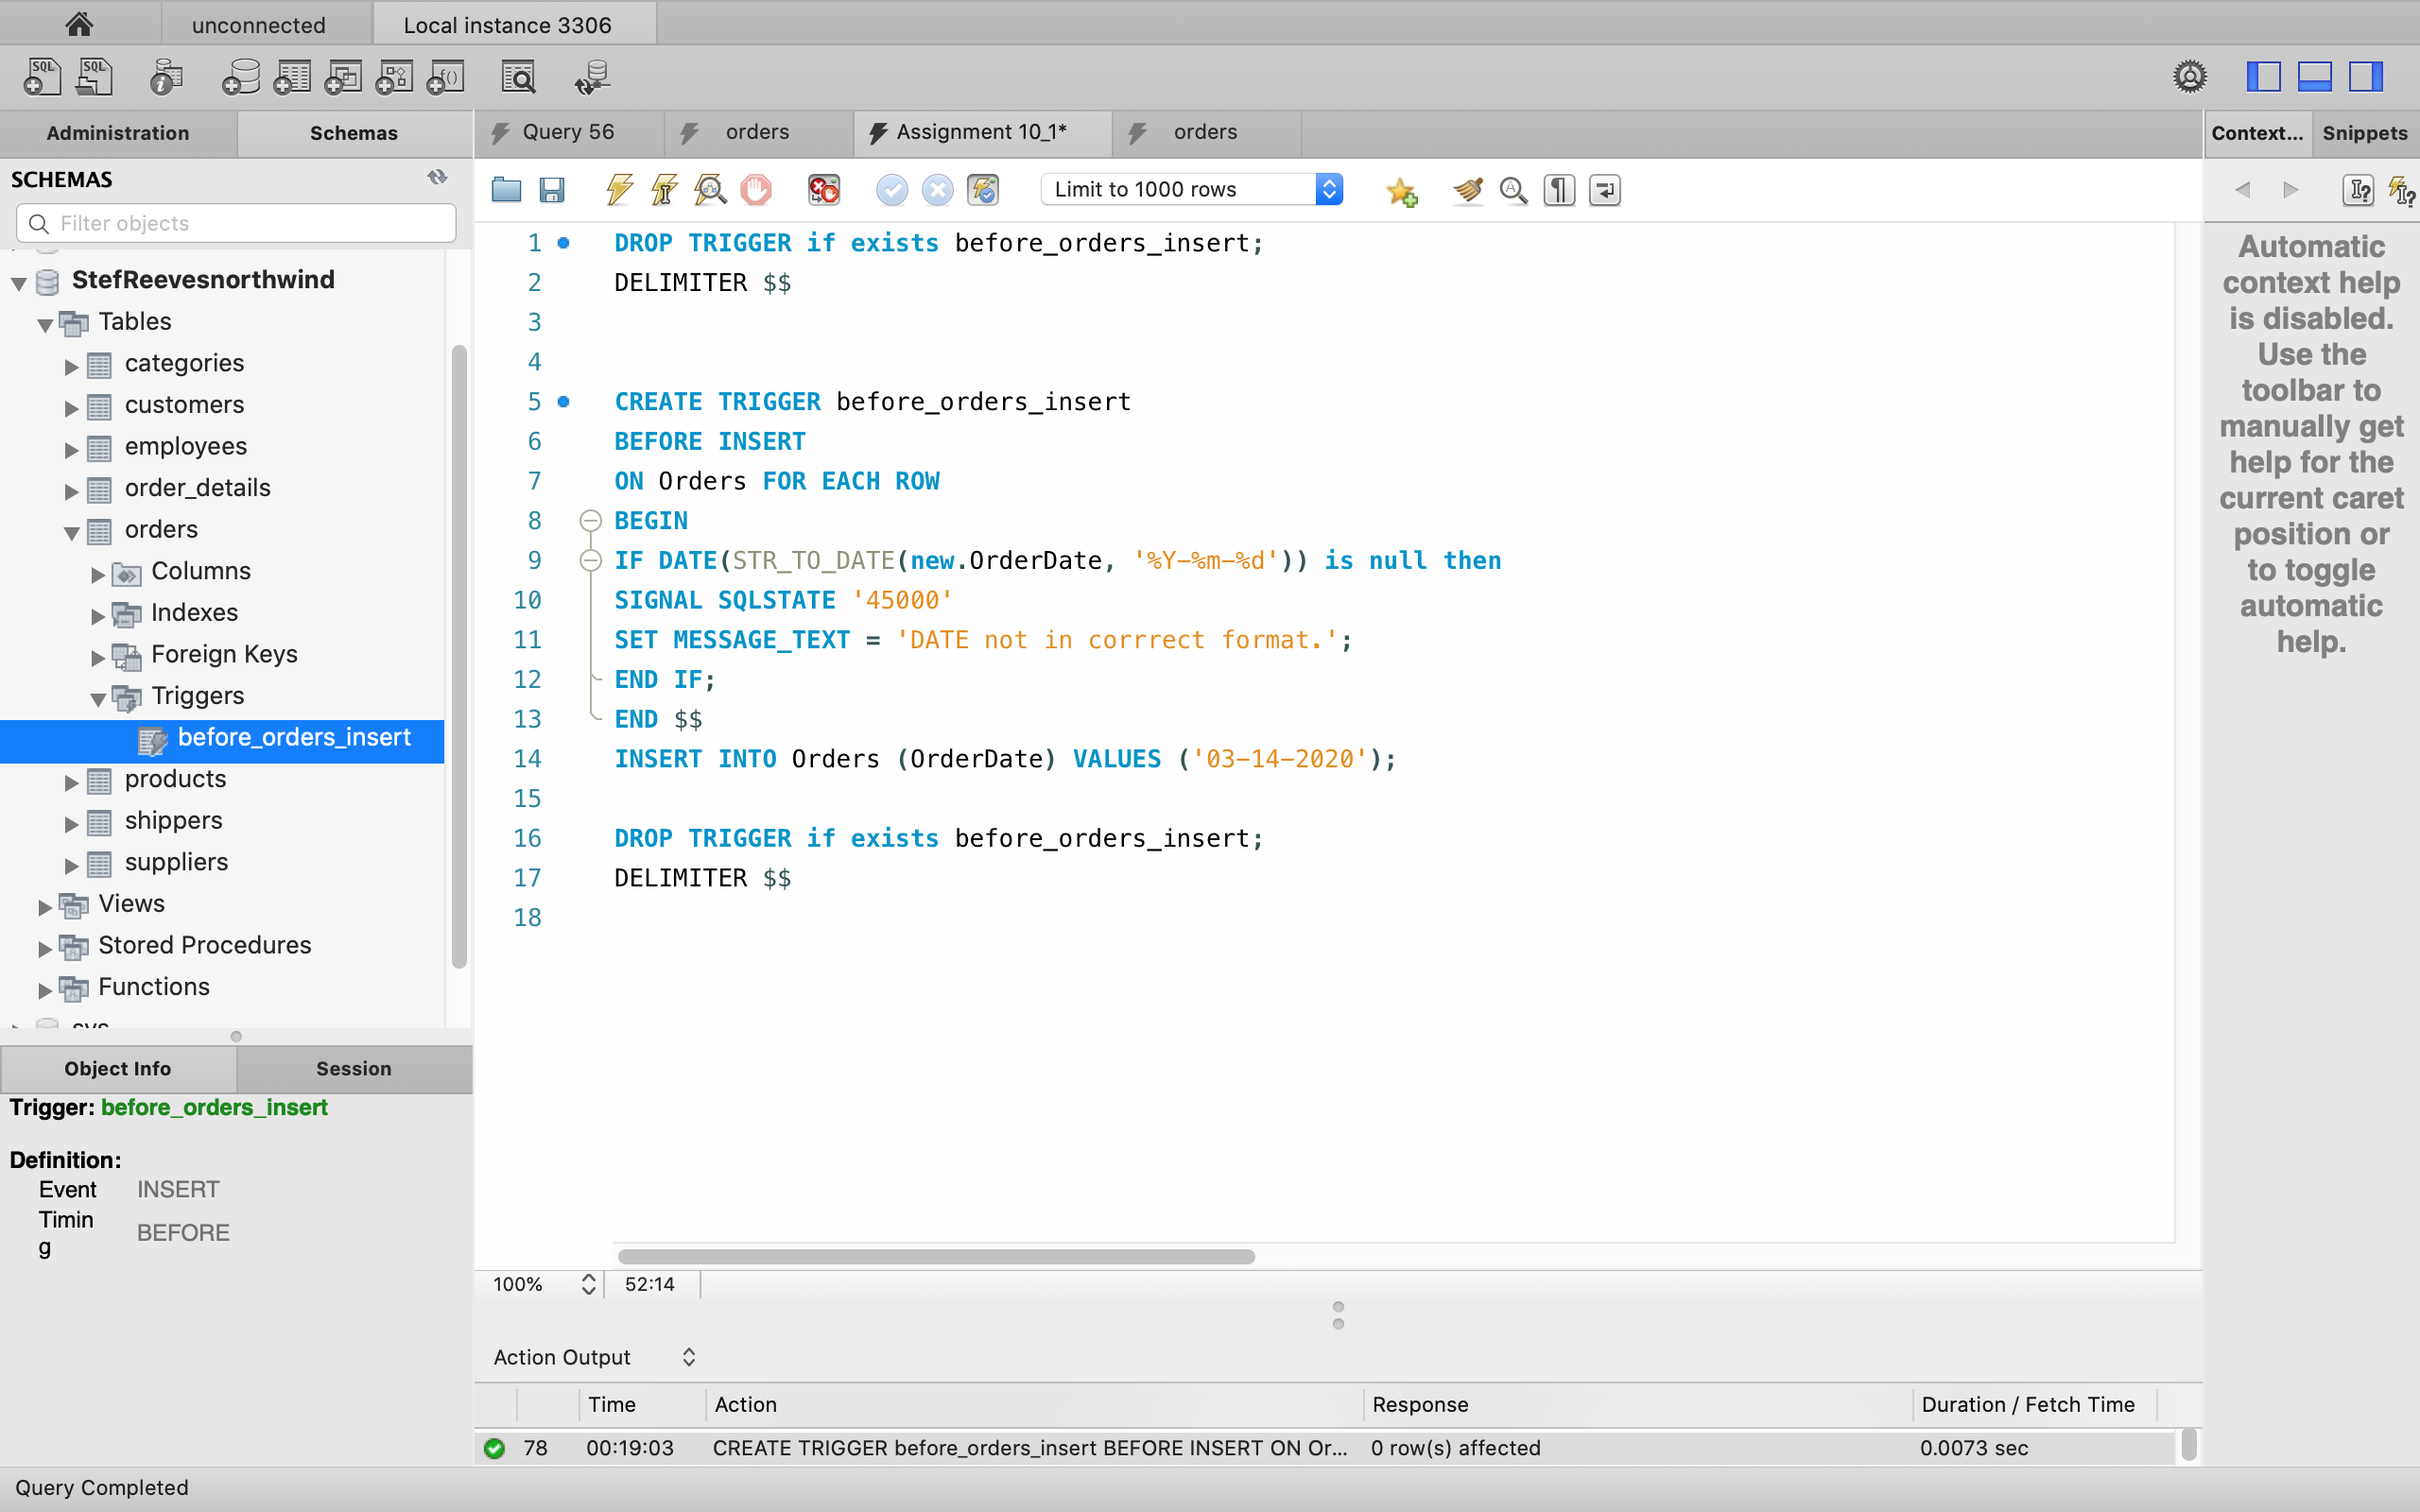 unconnected
Local instance 3306
Administration
Schemas
Query 56
orders
Assignment 10_1*
orders
Context...
Snippets
SCHEMAS
Filter objects
Limit to 1000 rows
StefReevesnorthwind
Tables
categories
customers
employees
order_details
orders
Columns
Indexes
Foreign Keys
Triggers
before_orders_insert
products
shippers
suppliers
Views
Stored Procedures
Functions
sys
1 DROP TRIGGER if exists before_orders_insert;
2 DELIMITER $$
3
4
5 CREATE TRIGGER before_orders_insert
6 BEFORE INSERT
7 ON Orders FOR EACH ROW
8 BEGIN
9 IF DATE(STR_TO_DATE(new.OrderDate, '%Y-%m-%d')) is null then
10 SIGNAL SQLSTATE '45000'
11 SET MESSAGE_TEXT = 'DATE not in corrrect format.';
12 END IF;
13 END $$
14 INSERT INTO Orders (OrderDate) VALUES ('03-14-2020');
15
16 DROP TRIGGER if exists before_orders_insert;
17 DELIMITER $$
18
Automatic
context help
is disabled.
Use the
toolbar to
manually get
help for the
current caret
position or
to toggle
automatic
help.
Object Info
Session
Trigger: before_orders_insert
Definition:
Event INSERT
Timin
g BEFORE
100%
52:14
Action Output
Time Action Response Duration / Fetch Time
78 00:19:03 CREATE TRIGGER before_orders_insert BEFORE INSERT ON Or... 0 row(s) affected 0.0073 sec
Query Completed